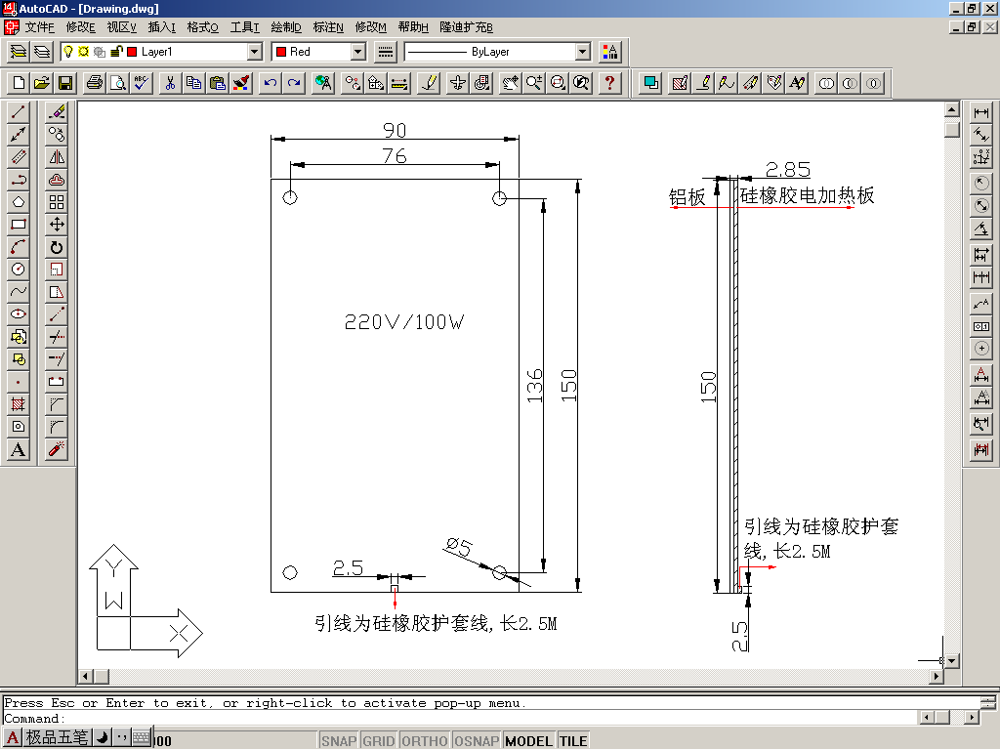 AutoCAD - [Drawing.dwg]
文件F 修改E 视区V 插入I 格式O 工具T 绘制D 标注N 修改M 帮助H 隆迪扩充B
Layer1 Red ByLayer
90
76
2.85
铝板 硅橡胶电加热板
220V/100W
136
150
150
引线为硅橡胶护套
线,长2.5M
Ø5
2.5
引线为硅橡胶护套线,长2.5M
2.5
Y
W
X
Press Esc or Enter to exit, or right-click to activate pop-up menu.
Command:
极品五笔 000 SNAP GRID ORTHO OSNAP MODEL TILE